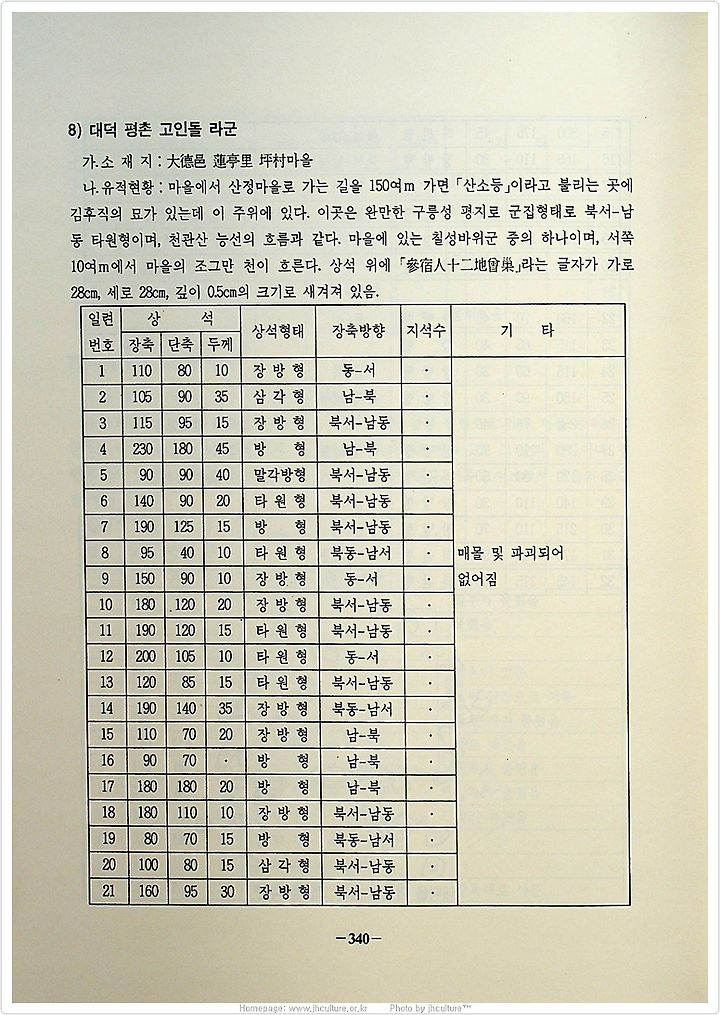 8) 대덕 평촌 고인돌 라군
가. 소 재 지 : 大德邑 蓮亭里 坪村마을
나. 유적현황 : 마을에서 산정마을로 가는 길을 150여m 가면 「산소등」이라고 불리는 곳에
김후직의 묘가 있는데 이 주위에 있다. 이곳은 완만한 구릉성 평지로 군집형태로 북서-남
동 타원형이며, 천관산 능선의 흐름과 같다. 마을에 있는 칠성바위군 중의 하나이며, 서쪽
10여m에서 마을의 조그만 천이 흐른다. 상석 위에 「參宿人十二地曾巢」라는 글자가 가로
28cm, 세로 28cm, 깊이 0.5cm의 크기로 새겨져 있음.
일련 상 석 상석형태 장축방향 지석수 기 타
번호 장축 단축 두께
1 110 80 10 장방형 동-서 ·
2 105 90 35 삼각형 남-북 ·
3 115 95 15 장방형 북서-남동 ·
4 230 180 45 방 형 남-북 ·
5 90 90 40 말각방형 북서-남동 ·
6 140 90 20 타원형 북서-남동 ·
7 190 125 15 방 형 북서-남동 ·
8 95 40 10 타원형 북동-남서 · 매몰 및 파괴되어
9 150 90 10 장방형 동-서 · 없어짐
10 180 120 20 장방형 북서-남동 ·
11 190 120 15 타원형 북서-남동 ·
12 200 105 10 타원형 동-서 ·
13 120 85 15 타원형 북서-남동 ·
14 190 140 35 장방형 북동-남서 ·
15 110 70 20 장방형 남-북 ·
16 90 70 · 방 형 남-북 ·
17 180 180 20 방 형 남-북 ·
18 180 110 10 장방형 북서-남동 ·
19 80 70 15 방 형 북동-남서 ·
20 100 80 15 삼각형 북서-남동 ·
21 160 95 30 장방형 북서-남동 ·
-340-
Homepage: www.jhculture.or.kr Photo by jhculture™